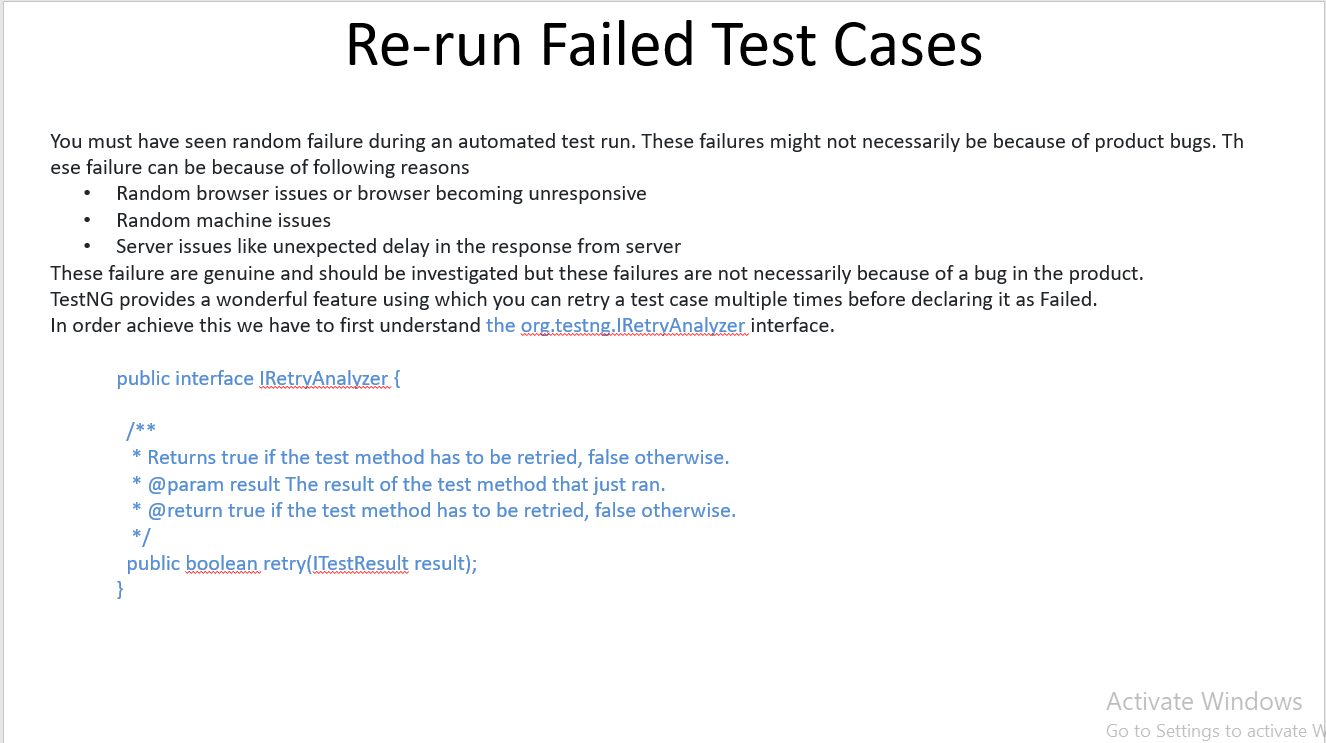 Re-run Failed Test Cases
You must have seen random failure during an automated test run. These failures might not necessarily be because of product bugs. Th
ese failure can be because of following reasons
• Random browser issues or browser becoming unresponsive
• Random machine issues
• Server issues like unexpected delay in the response from server
These failure are genuine and should be investigated but these failures are not necessarily because of a bug in the product.
TestNG provides a wonderful feature using which you can retry a test case multiple times before declaring it as Failed.
In order achieve this we have to first understand the org.testng.IRetryAnalyzer interface.
public interface IRetryAnalyzer {
/**
* Returns true if the test method has to be retried, false otherwise.
* @param result The result of the test method that just ran.
* @return true if the test method has to be retried, false otherwise.
*/
public boolean retry(ITestResult result);
}
Activate Windows
Go to Settings to activate W